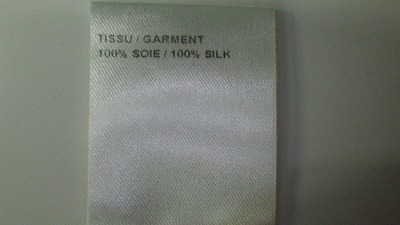 TISSU / GARMENT
100% SOIE / 100% SILK